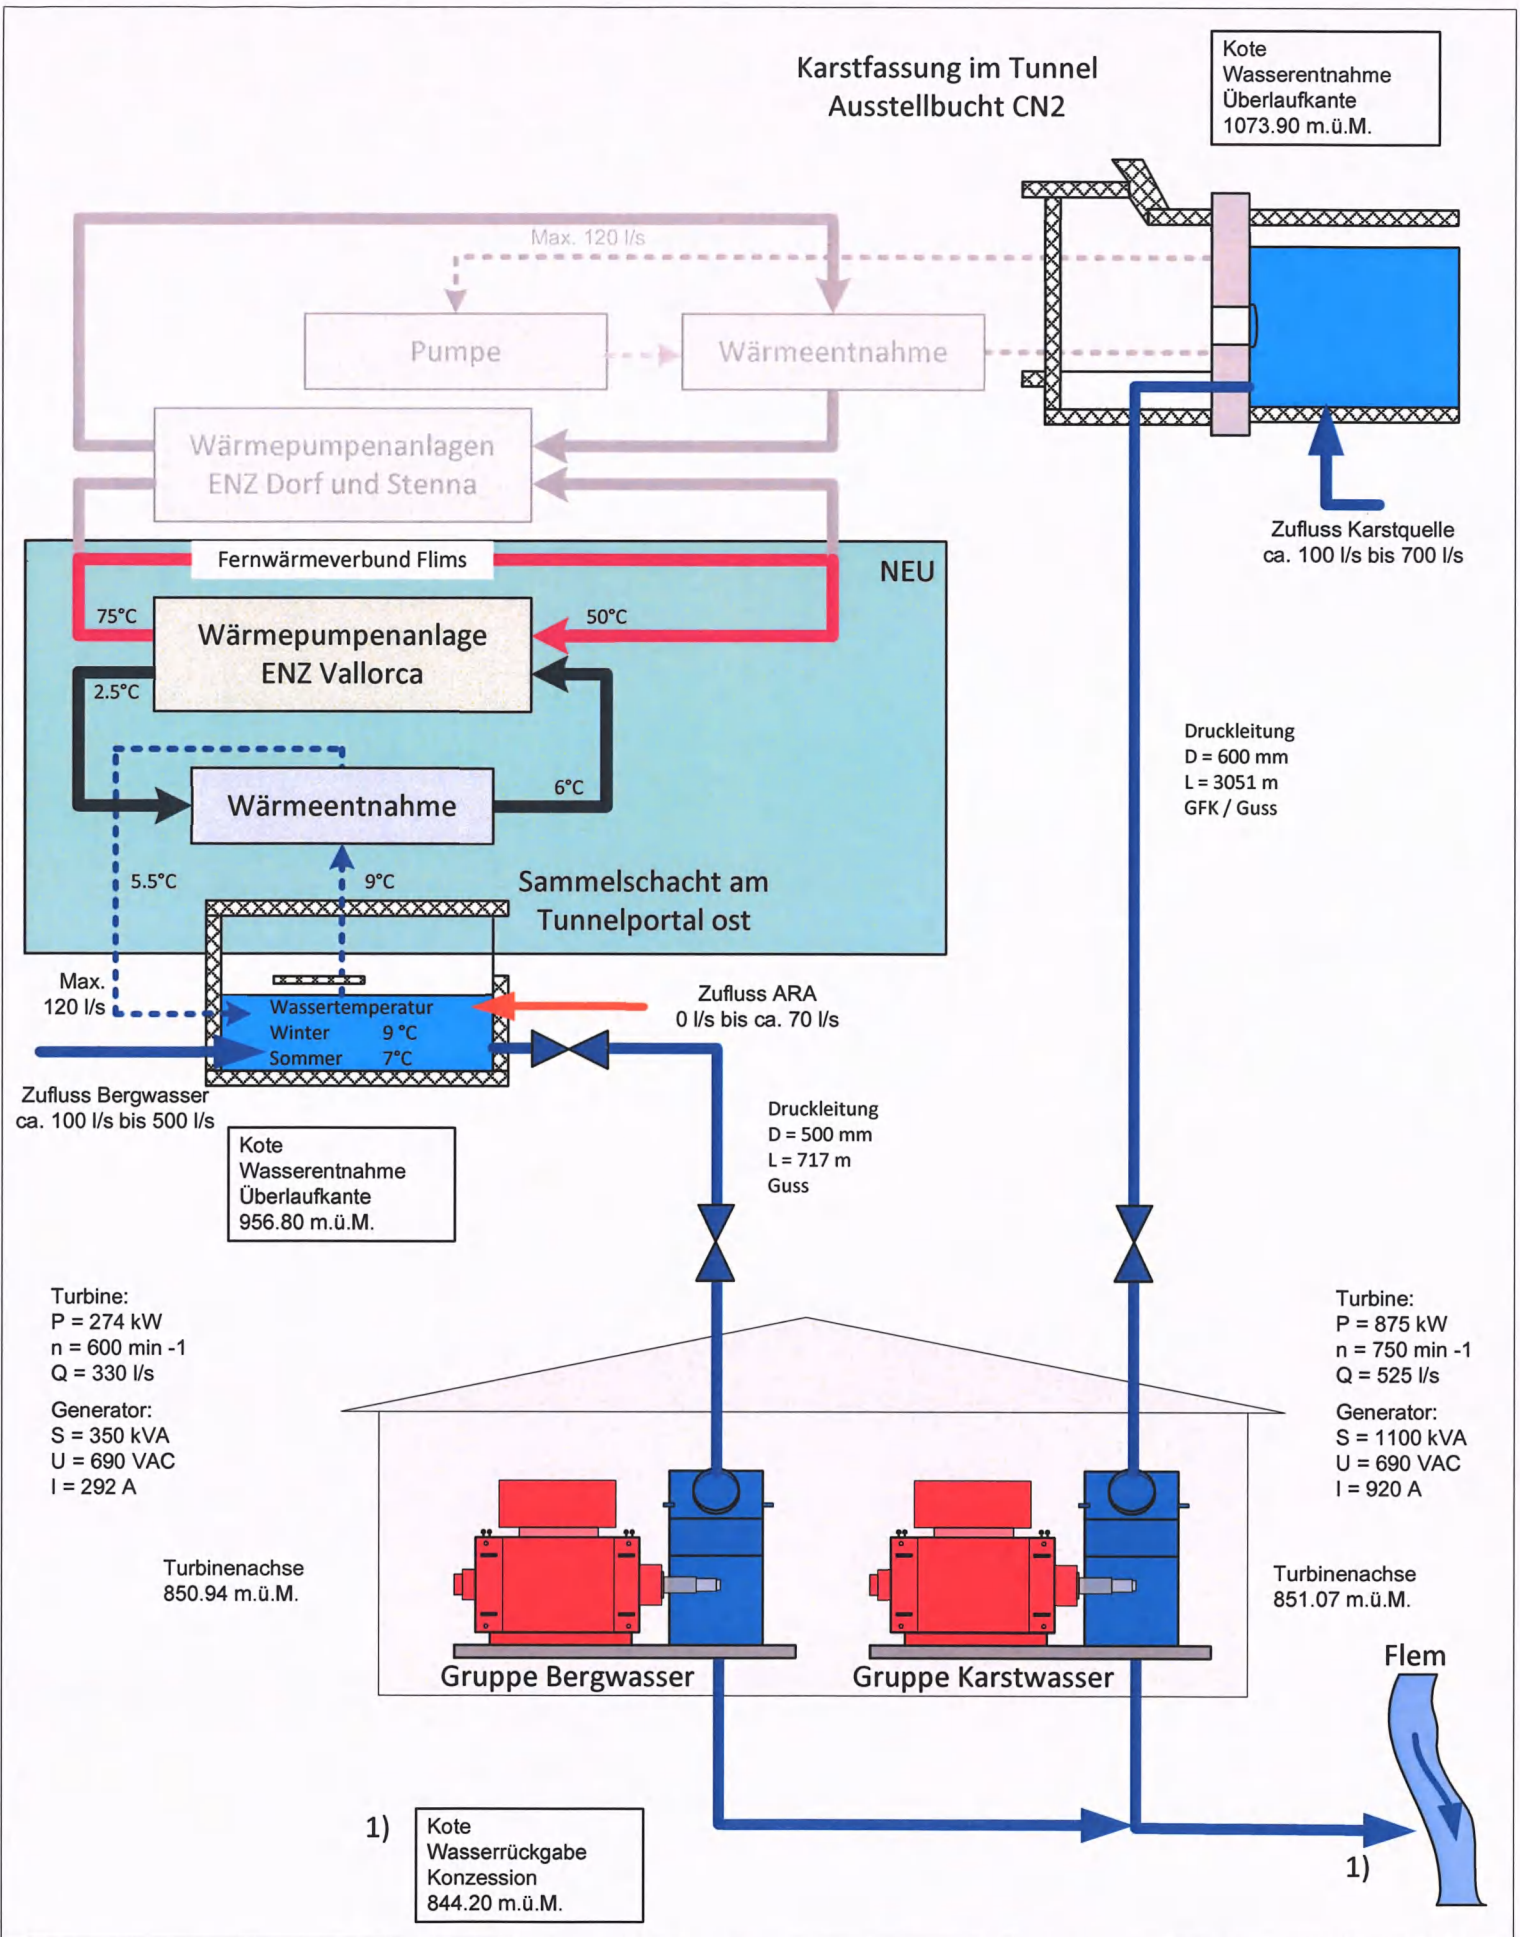 Karstfassung im Tunnel
Ausstellbucht CN2
Kote
Wasserentnahme
Überlaufkante
1073.90 m.ü.M.
Max. 120 l/s
Pumpe
Wärmeentnahme
Wärmepumpenanlagen
ENZ Dorf und Stenna
Zufluss Karstquelle
ca. 100 l/s bis 700 l/s
Fernwärmeverbund Flims
NEU
75°C
50°C
Wärmepumpenanlage
ENZ Vallorca
2.5°C
Wärmeentnahme
6°C
5.5°C
9°C
Sammelschacht am
Tunnelportal ost
Druckleitung
D = 600 mm
L = 3051 m
GFK / Guss
Max.
120 l/s
Wassertemperatur
Winter 9 °C
Sommer 7°C
Zufluss ARA
0 l/s bis ca. 70 l/s
Zufluss Bergwasser
ca. 100 l/s bis 500 l/s
Kote
Wasserentnahme
Überlaufkante
956.80 m.ü.M.
Druckleitung
D = 500 mm
L = 717 m
Guss
Turbine:
P = 274 kW
n = 600 min -1
Q = 330 l/s
Generator:
S = 350 kVA
U = 690 VAC
I = 292 A
Turbine:
P = 875 kW
n = 750 min -1
Q = 525 l/s
Generator:
S = 1100 kVA
U = 690 VAC
I = 920 A
Turbinenachse
850.94 m.ü.M.
Turbinenachse
851.07 m.ü.M.
Gruppe Bergwasser
Gruppe Karstwasser
Flem
1)
Kote
Wasserrückgabe
Konzession
844.20 m.ü.M.
1)